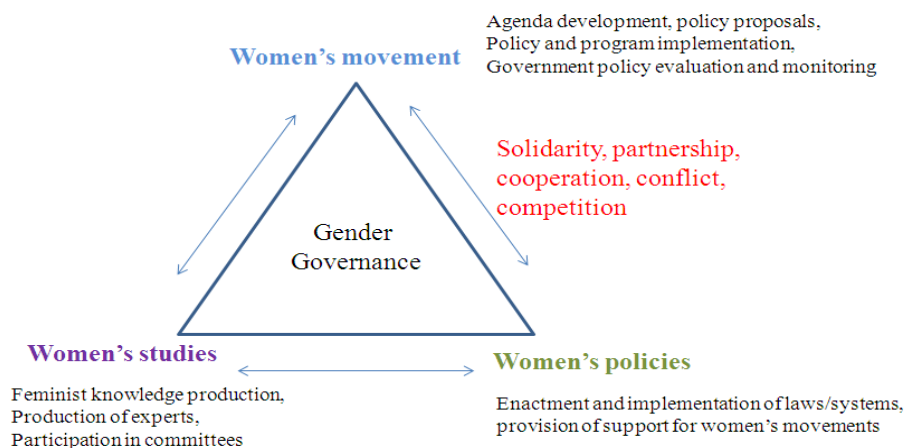 Agenda development, policy proposals,
Policy and program implementation,
Government policy evaluation and monitoring
Women's movement
Solidarity, partnership,
cooperation, conflict,
competition
Gender
Governance
Women's studies
Feminist knowledge production,
Production of experts,
Participation in committees
Women's policies
Enactment and implementation of laws/systems,
provision of support for women's movements